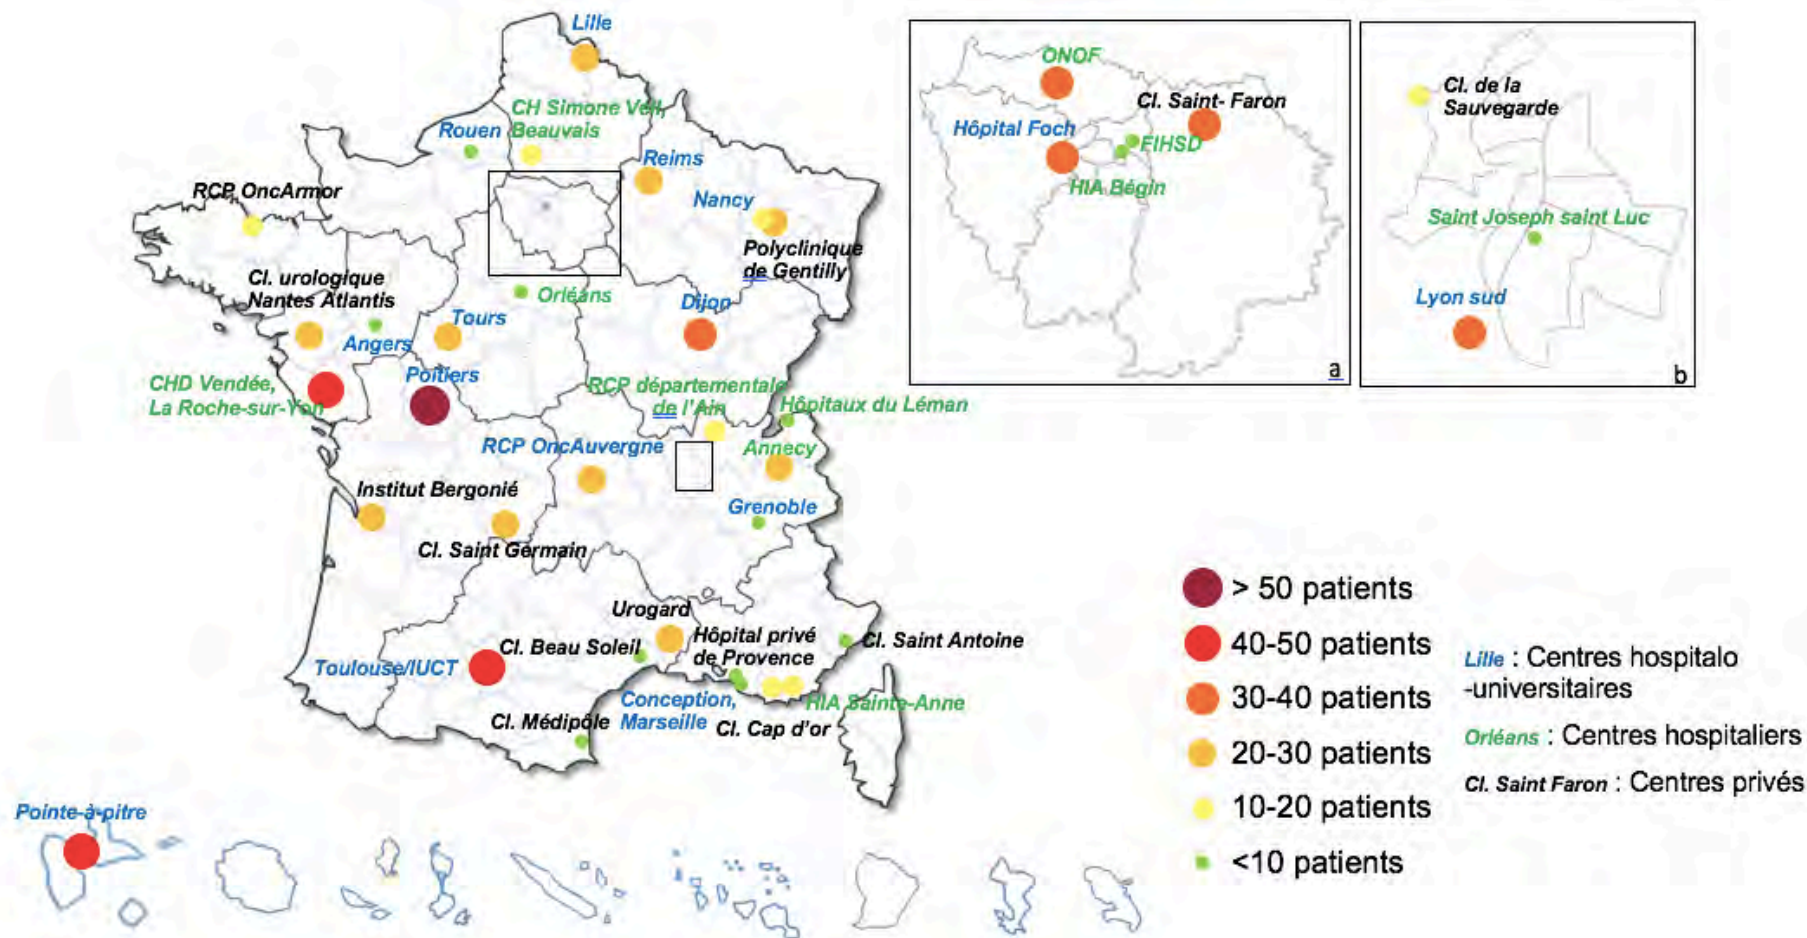 Lille
CH Simone Veil,
Beauvais
Rouen
Reims
Nancy
RCP OncArmor
Polyclinique
de Gentilly
Cl. urologique
Nantes Atlantis
Orléans
Dijon
Tours
Angers
CHD Vendée,
La Roche-sur-Yon
Poitiers
RCP départementale
de l'Ain
Hôpitaux du Léman
RCP OncAuvergne
Annecy
Institut Bergonié
Grenoble
Cl. Saint Germain
Urogard
Cl. Beau Soleil
Hôpital privé
de Provence
Cl. Saint Antoine
Toulouse/IUCT
Conception,
Marseille
HIA Sainte-Anne
Cl. Médipôle
Cl. Cap d'or
Pointe-à-pitre
ONOF
Cl. Saint- Faron
Hôpital Foch
FIHSD
HIA Bégin
a
Cl. de la
Sauvegarde
Saint Joseph saint Luc
Lyon sud
b
> 50 patients
40-50 patients
30-40 patients
20-30 patients
10-20 patients
<10 patients
Lille : Centres hospitalo
-universitaires
Orléans : Centres hospitaliers
Cl. Saint Faron : Centres privés